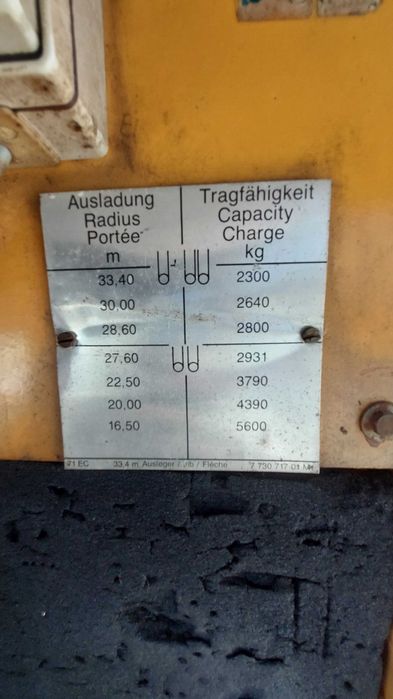 Ausladung Tragfähigkeit
Radius Capacity
Portée Charge
m kg
33,40 2300
30,00 2640
28,60 2800
27,60 2931
22,50 3790
20,00 4390
16,50 5600
71 EC 33,4 m Ausleger / Jib / Flèche 7 730 717 01